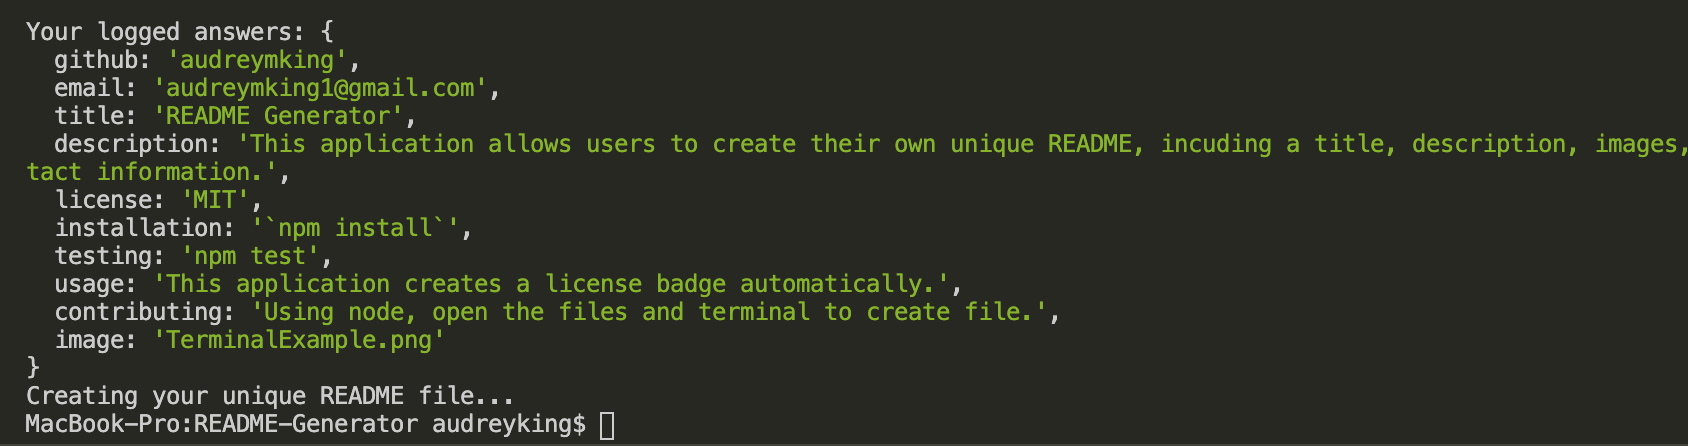 Your logged answers: {
  github: 'audreymking',
  email: 'audreymking1@gmail.com',
  title: 'README Generator',
  description: 'This application allows users to create their own unique README, incuding a title, description, images,
tact information.',
  license: 'MIT',
  installation: '`npm install`',
  testing: 'npm test',
  usage: 'This application creates a license badge automatically.',
  contributing: 'Using node, open the files and terminal to create file.',
  image: 'TerminalExample.png'
}
Creating your unique README file...
MacBook-Pro:README-Generator audreyking$